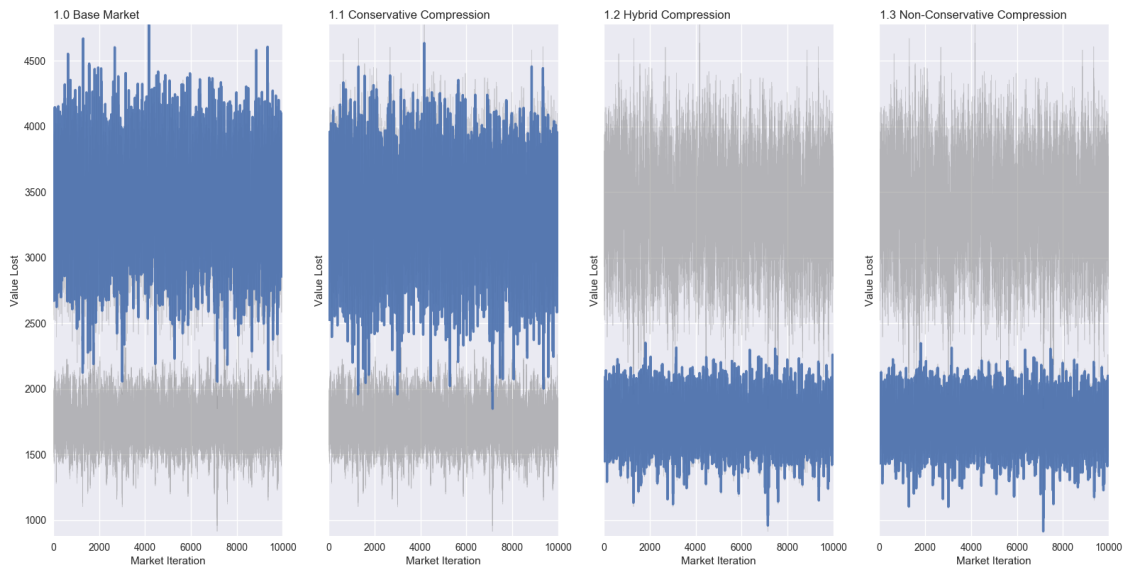 1.0 Base Market
1.1 Conservative Compression
1.2 Hybrid Compression
1.3 Non-Conservative Compression
4500
4000
3500
3000
2500
2000
1500
1000
Value Lost
Value Lost
Value Lost
Value Lost
0 2000 4000 6000 8000 10000
0 2000 4000 6000 8000 10000
0 2000 4000 6000 8000 10000
0 2000 4000 6000 8000 10000
Market Iteration
Market Iteration
Market Iteration
Market Iteration